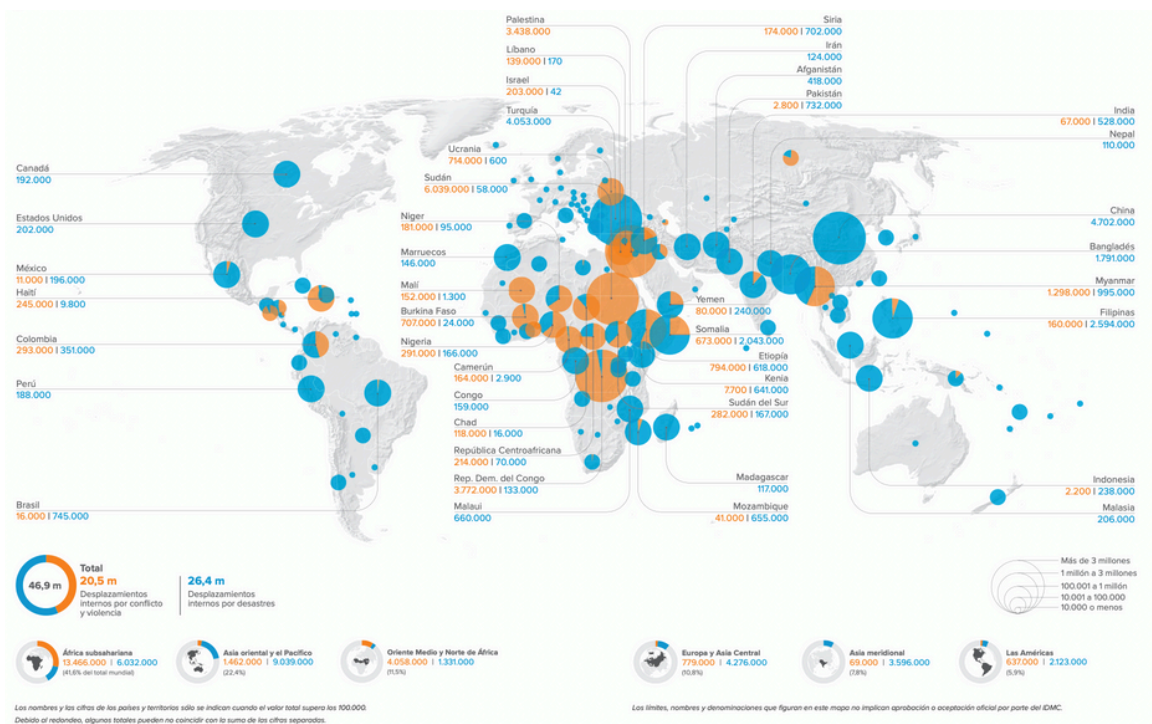 Palestina
3.438.000
Líbano
139.000 | 170
Israel
203.000 | 42
Turquía
4.053.000
Ucrania
714.000 | 600
Sudán
6.039.000 | 58.000
Níger
181.000 | 95.000
Marruecos
146.000
Malí
152.000 | 1.300
Burkina Faso
707.000 | 24.000
Nigeria
291.000 | 166.000
Camerún
164.000 | 2.900
Congo
159.000
Chad
118.000 | 16.000
República Centroafricana
214.000 | 70.000
Rep. Dem. del Congo
3.772.000 | 133.000
Malaui
660.000
Canadá
192.000
Estados Unidos
202.000
México
11.000 | 196.000
Haití
245.000 | 9.800
Colombia
293.000 | 351.000
Perú
188.000
Brasil
16.000 | 745.000
Siria
174.000 | 702.000
Irán
124.000
Afganistán
418.000
Pakistán
2.800 | 732.000
India
67.000 | 528.000
Nepal
110.000
China
4.702.000
Bangladés
1.791.000
Myanmar
1.298.000 | 995.000
Filipinas
160.000 | 2.594.000
Yemen
80.000 | 240.000
Somalia
673.000 | 2.043.000
Etiopía
794.000 | 618.000
Kenia
7.700 | 641.000
Sudán del Sur
282.000 | 167.000
Madagascar
117.000
Mozambique
41.000 | 655.000
Indonesia
2.200 | 238.000
Malasia
206.000
46,9 m
Total
20,5 m
Desplazamientos
internos por conflicto
y violencia
26,4 m
Desplazamientos
internos por desastres
Más de 3 millones
1 millón a 3 millones
100.001 a 1 millón
10.001 a 100.000
10.000 o menos
África subsahariana
13.466.000 | 6.032.000
(41,6% del total mundial)
Asia oriental y el Pacífico
1.462.000 | 9.039.000
(22,4%)
Oriente Medio y Norte de África
4.058.000 | 1.331.000
(11,5%)
Europa y Asia Central
779.000 | 4.276.000
(10,8%)
Asia meridional
69.000 | 3.596.000
(7,8%)
Las Américas
637.000 | 2.123.000
(5,9%)
Los nombres y las cifras de los países y territorios sólo se indican cuando el valor total supera los 100.000.
Debido al redondeo, algunos totales pueden no coincidir con la suma de las cifras separadas.
Los límites, nombres y denominaciones que figuran en este mapa no implican aprobación o aceptación oficial por parte del IDMC.